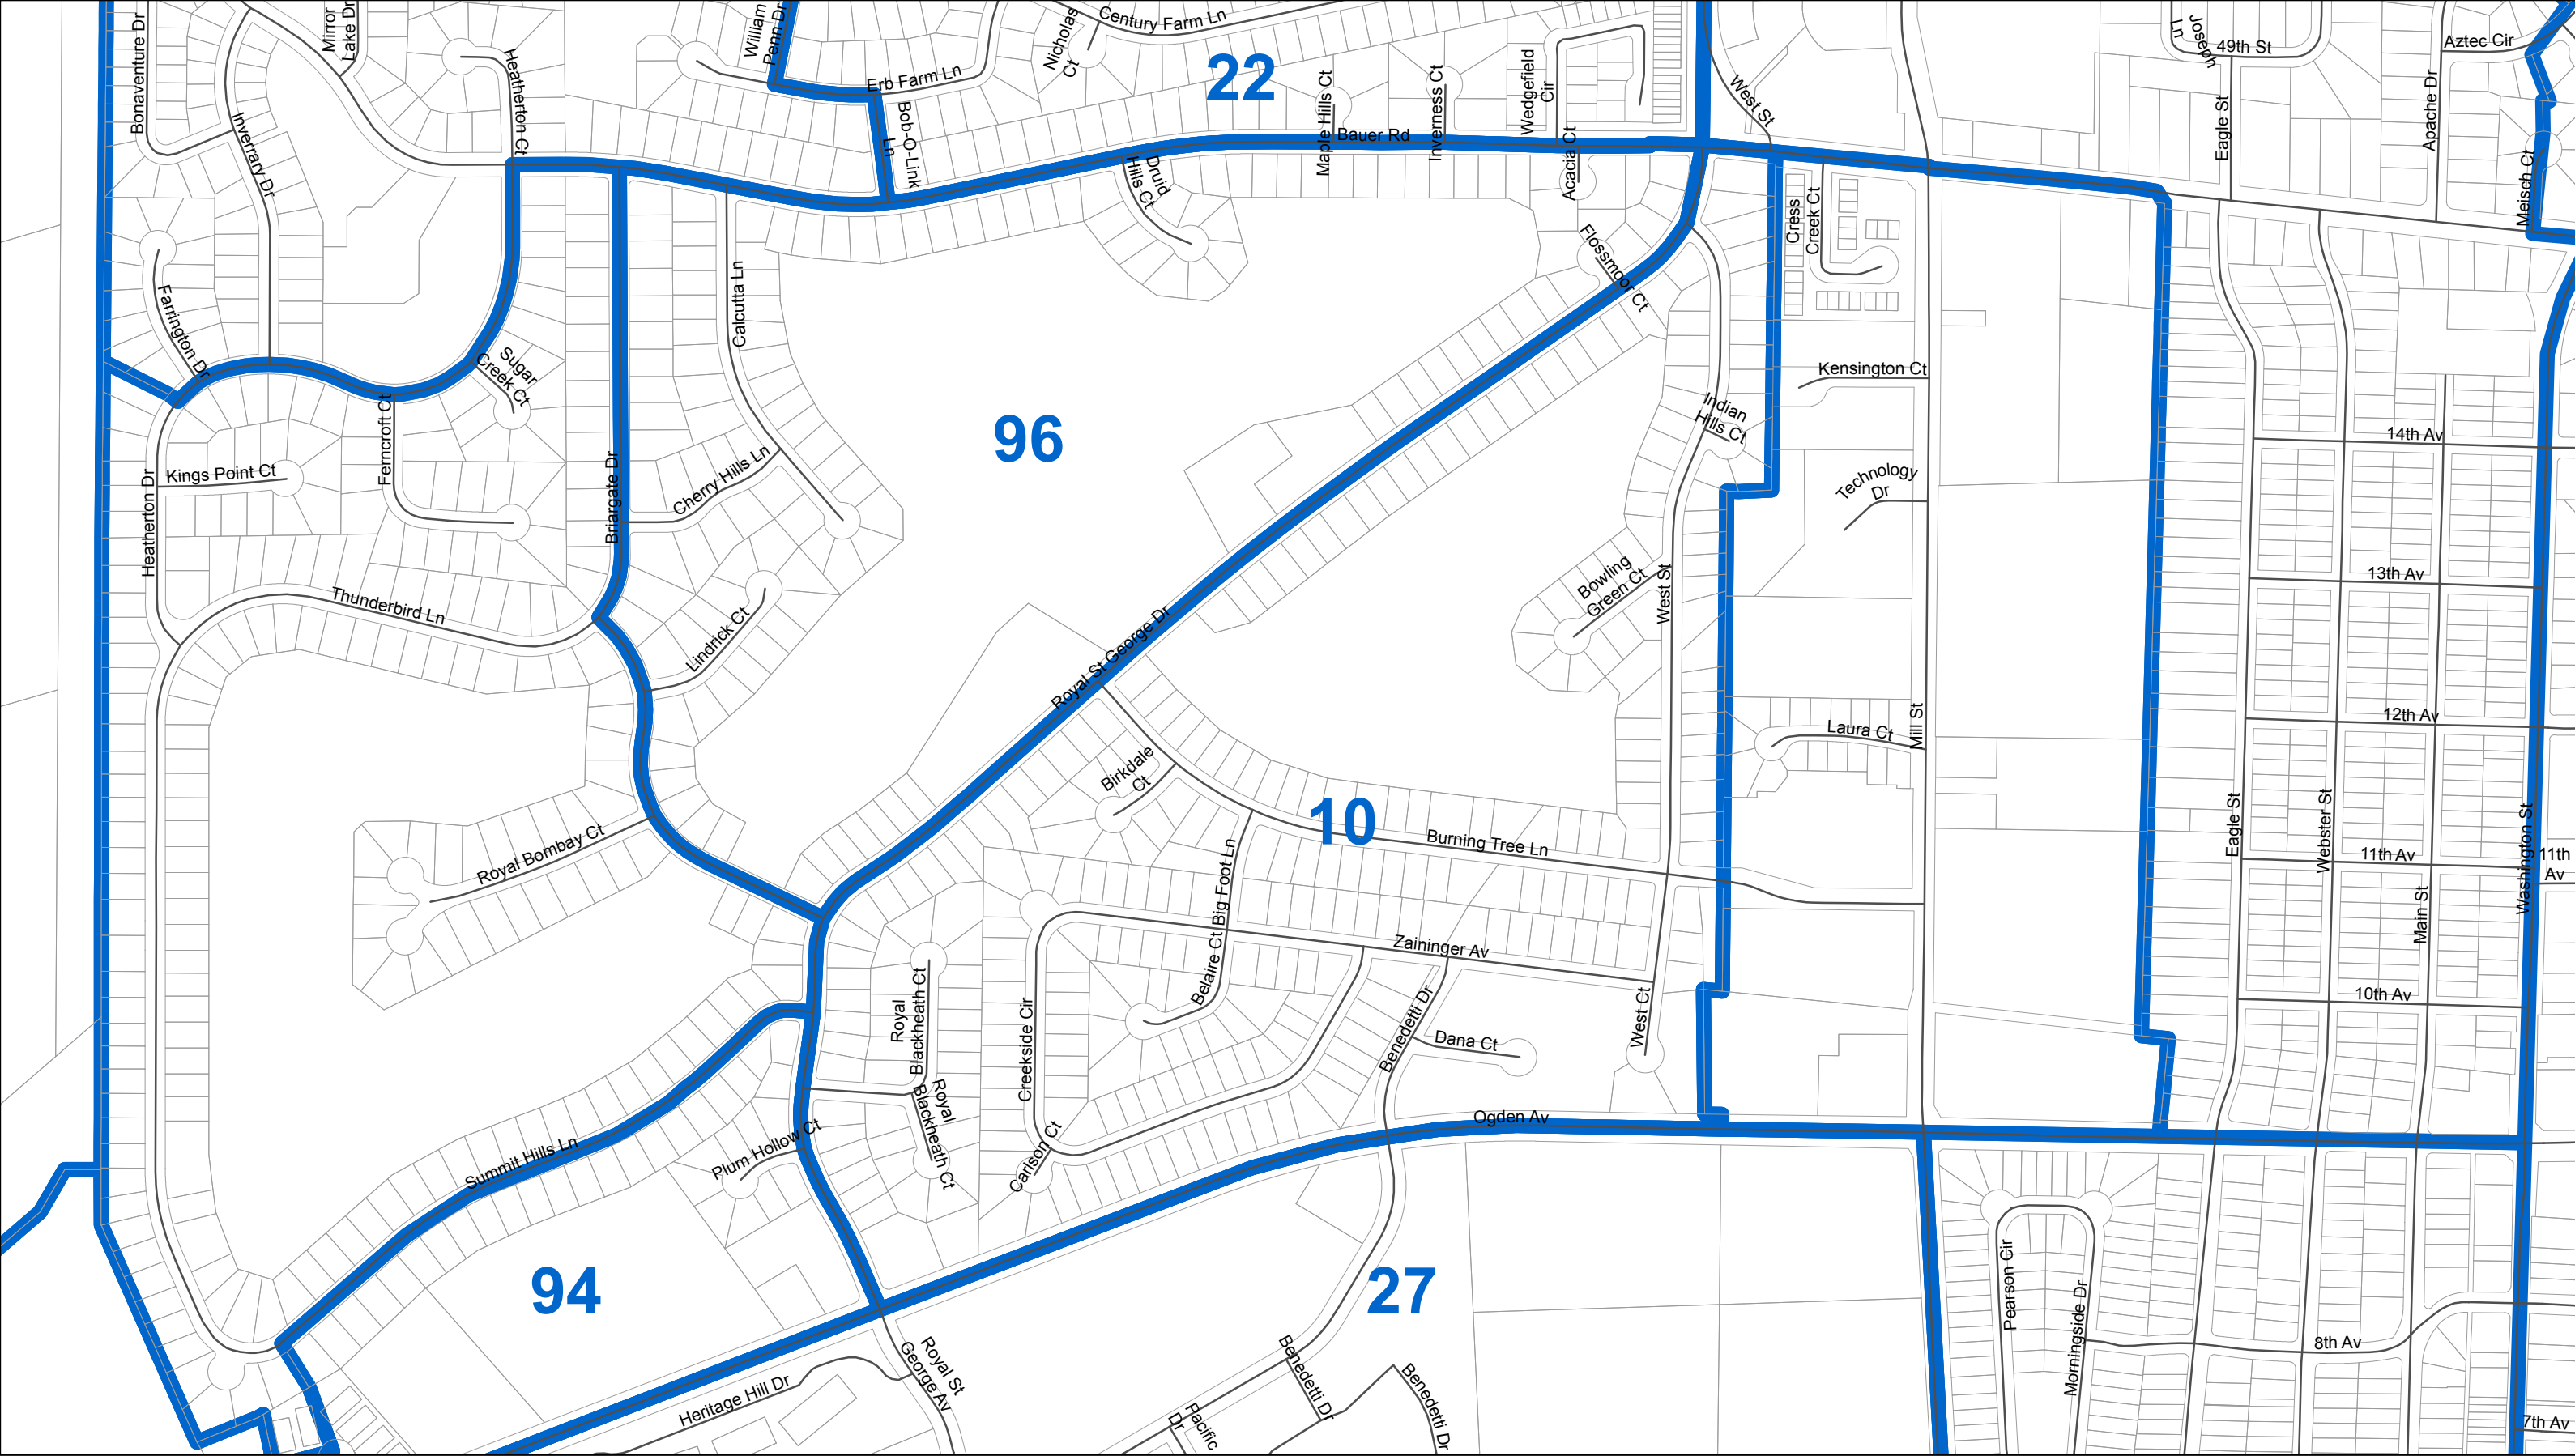 Bonaventure Dr
Mirror
Lake Dr
William
Penn Dr
Nicholas
Ct
Century Farm Ln
Joseph
Ln
49th St
Aztec Cir
Heatherton Ct
Erb Farm Ln
22
Wedgefield
Cir
West St
Inverrary Dr
Bob-O-Link
Ln
Maple Hills Ct
Bauer Rd
Inverness Ct
Acacia Ct
Eagle St
Apache Dr
Meisch Ct
Druid
Hills Ct
Cress
Creek Ct
Farrington Dr
Calcutta Ln
Flossmoor Ct
Sugar
Creek Ct
Kensington Ct
Ferncroft Ct
96
Indian
Hills Ct
14th Av
Heatherton Dr
Kings Point Ct
Briargate Dr
Cherry Hills Ln
Technology
Dr
Thunderbird Ln
Lindrick Ct
Bowling
Green Ct
West St
13th Av
Royal St George Dr
Laura Ct
Mill St
12th Av
Birkdale
Ct
10
Royal Bombay Ct
Big Foot Ln
Burning Tree Ln
Eagle St
Webster St
11th Av
Main St
Washington St
11th
Av
Belaire Ct
Zaininger Av
Royal
Blackheath Ct
Creekside Cir
Benedetti Dr
Dana Ct
West Ct
10th Av
Royal
Blackheath Ct
Plum Hollow Ct
Summit Hills Ln
Carlson Ct
Ogden Av
94
27
Pearson Cir
Morningside Dr
8th Av
Heritage Hill Dr
Royal St
George Av
Benedetti Dr
Benedetti Dr
Pacific
Dr
7th Av